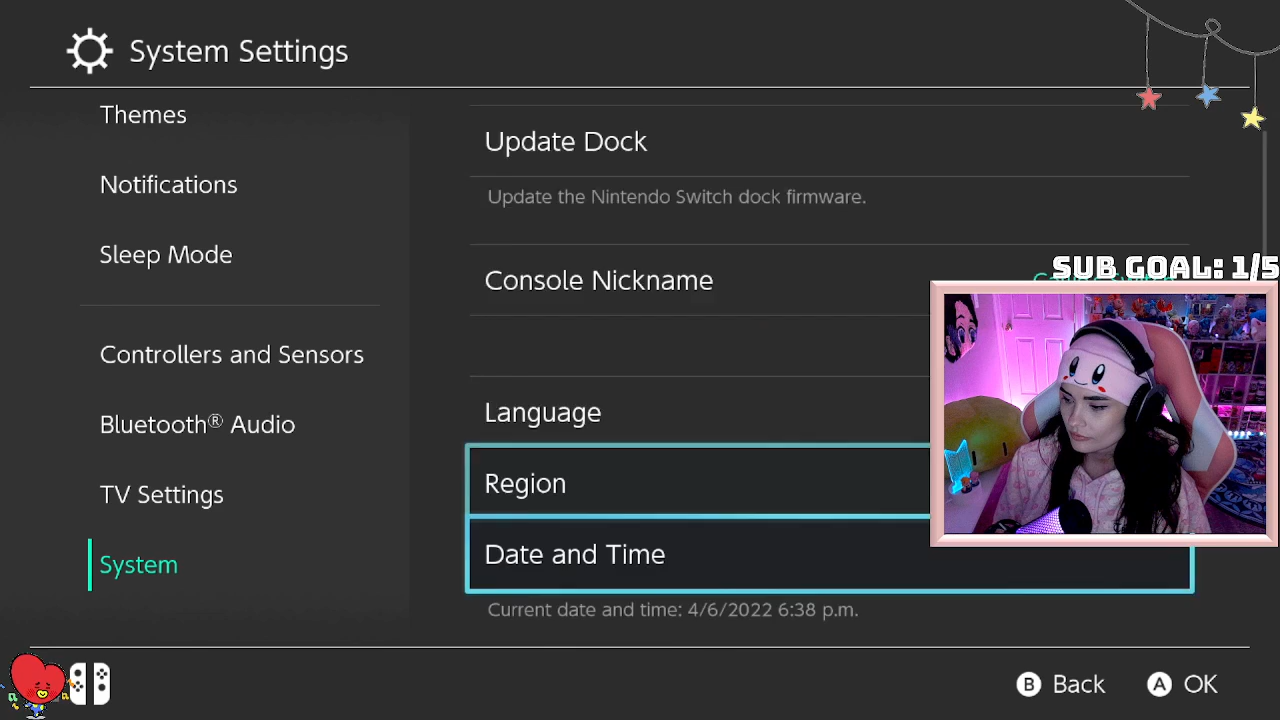 System Settings
Themes
Notifications
Sleep Mode
Controllers and Sensors
Bluetooth® Audio
TV Settings
System
Update Dock
Update the Nintendo Switch dock firmware.
Console Nickname
Language
Region
Date and Time
Current date and time: 4/6/2022 6:38 p.m.
SUB GOAL: 1/5
B Back
A OK